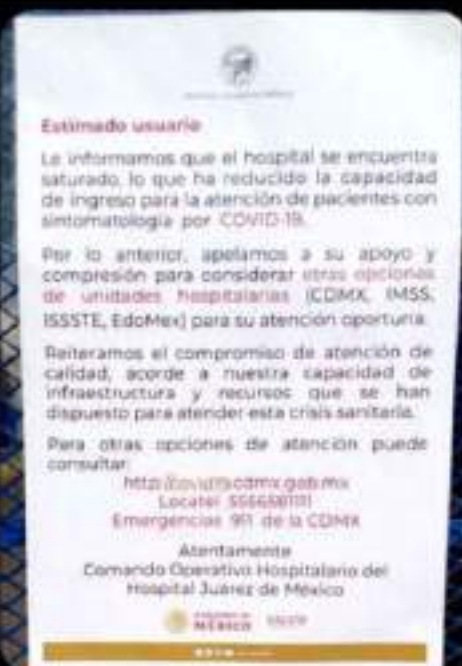 Estimado usuario
Le informamos que el hospital se encuentra
saturado, lo que ha reducido la capacidad
de ingreso para la atención de pacientes con
sintomatología por COVID-19.
Por lo anterior, apelamos a su apoyo y
compresión para considerar otras opciones
de unidades hospitalarias (CDMX, IMSS,
ISSSTE, EdoMex) para su atención oportuna.
Reiteramos el compromiso de atención de
calidad, acorde a nuestra capacidad de
infraestructura y recursos que se han
dispuesto para atender esta crisis sanitaria.
Para otras opciones de atención puede
consultar:
http://covid19.cdmx.gob.mx
Locatel 5556581111
Emergencias 911 de la CDMX
Atentamente
Comando Operativo Hospitalario del
Hospital Juárez de México
GOBIERNO DE
MÉXICO SALUD